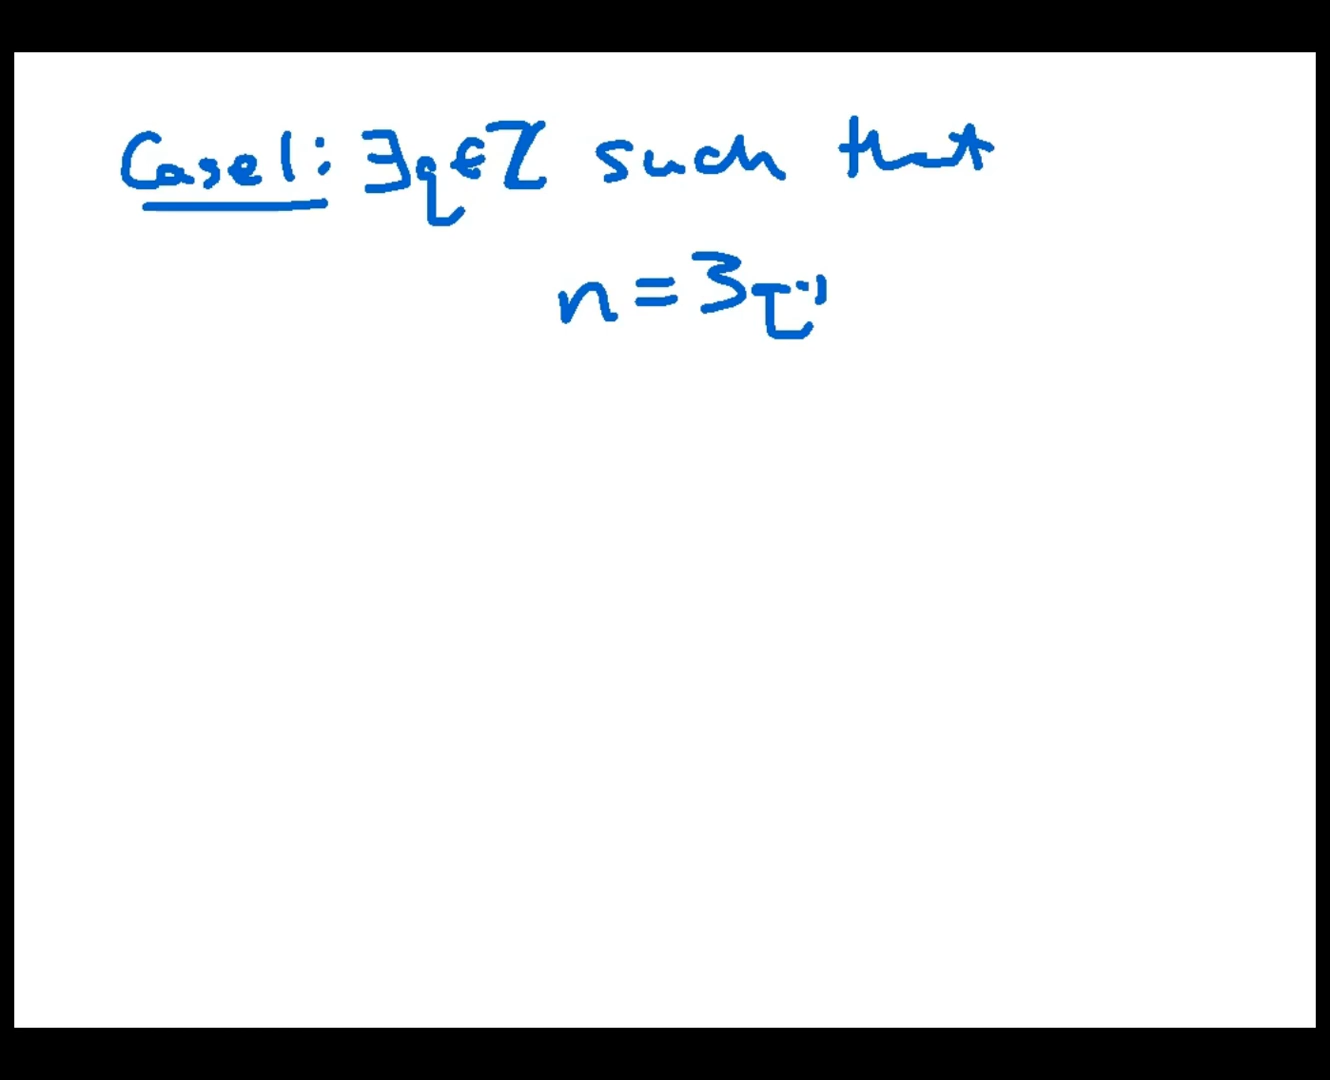 Case 1: ∃q∈ℤ such that
n = 3q